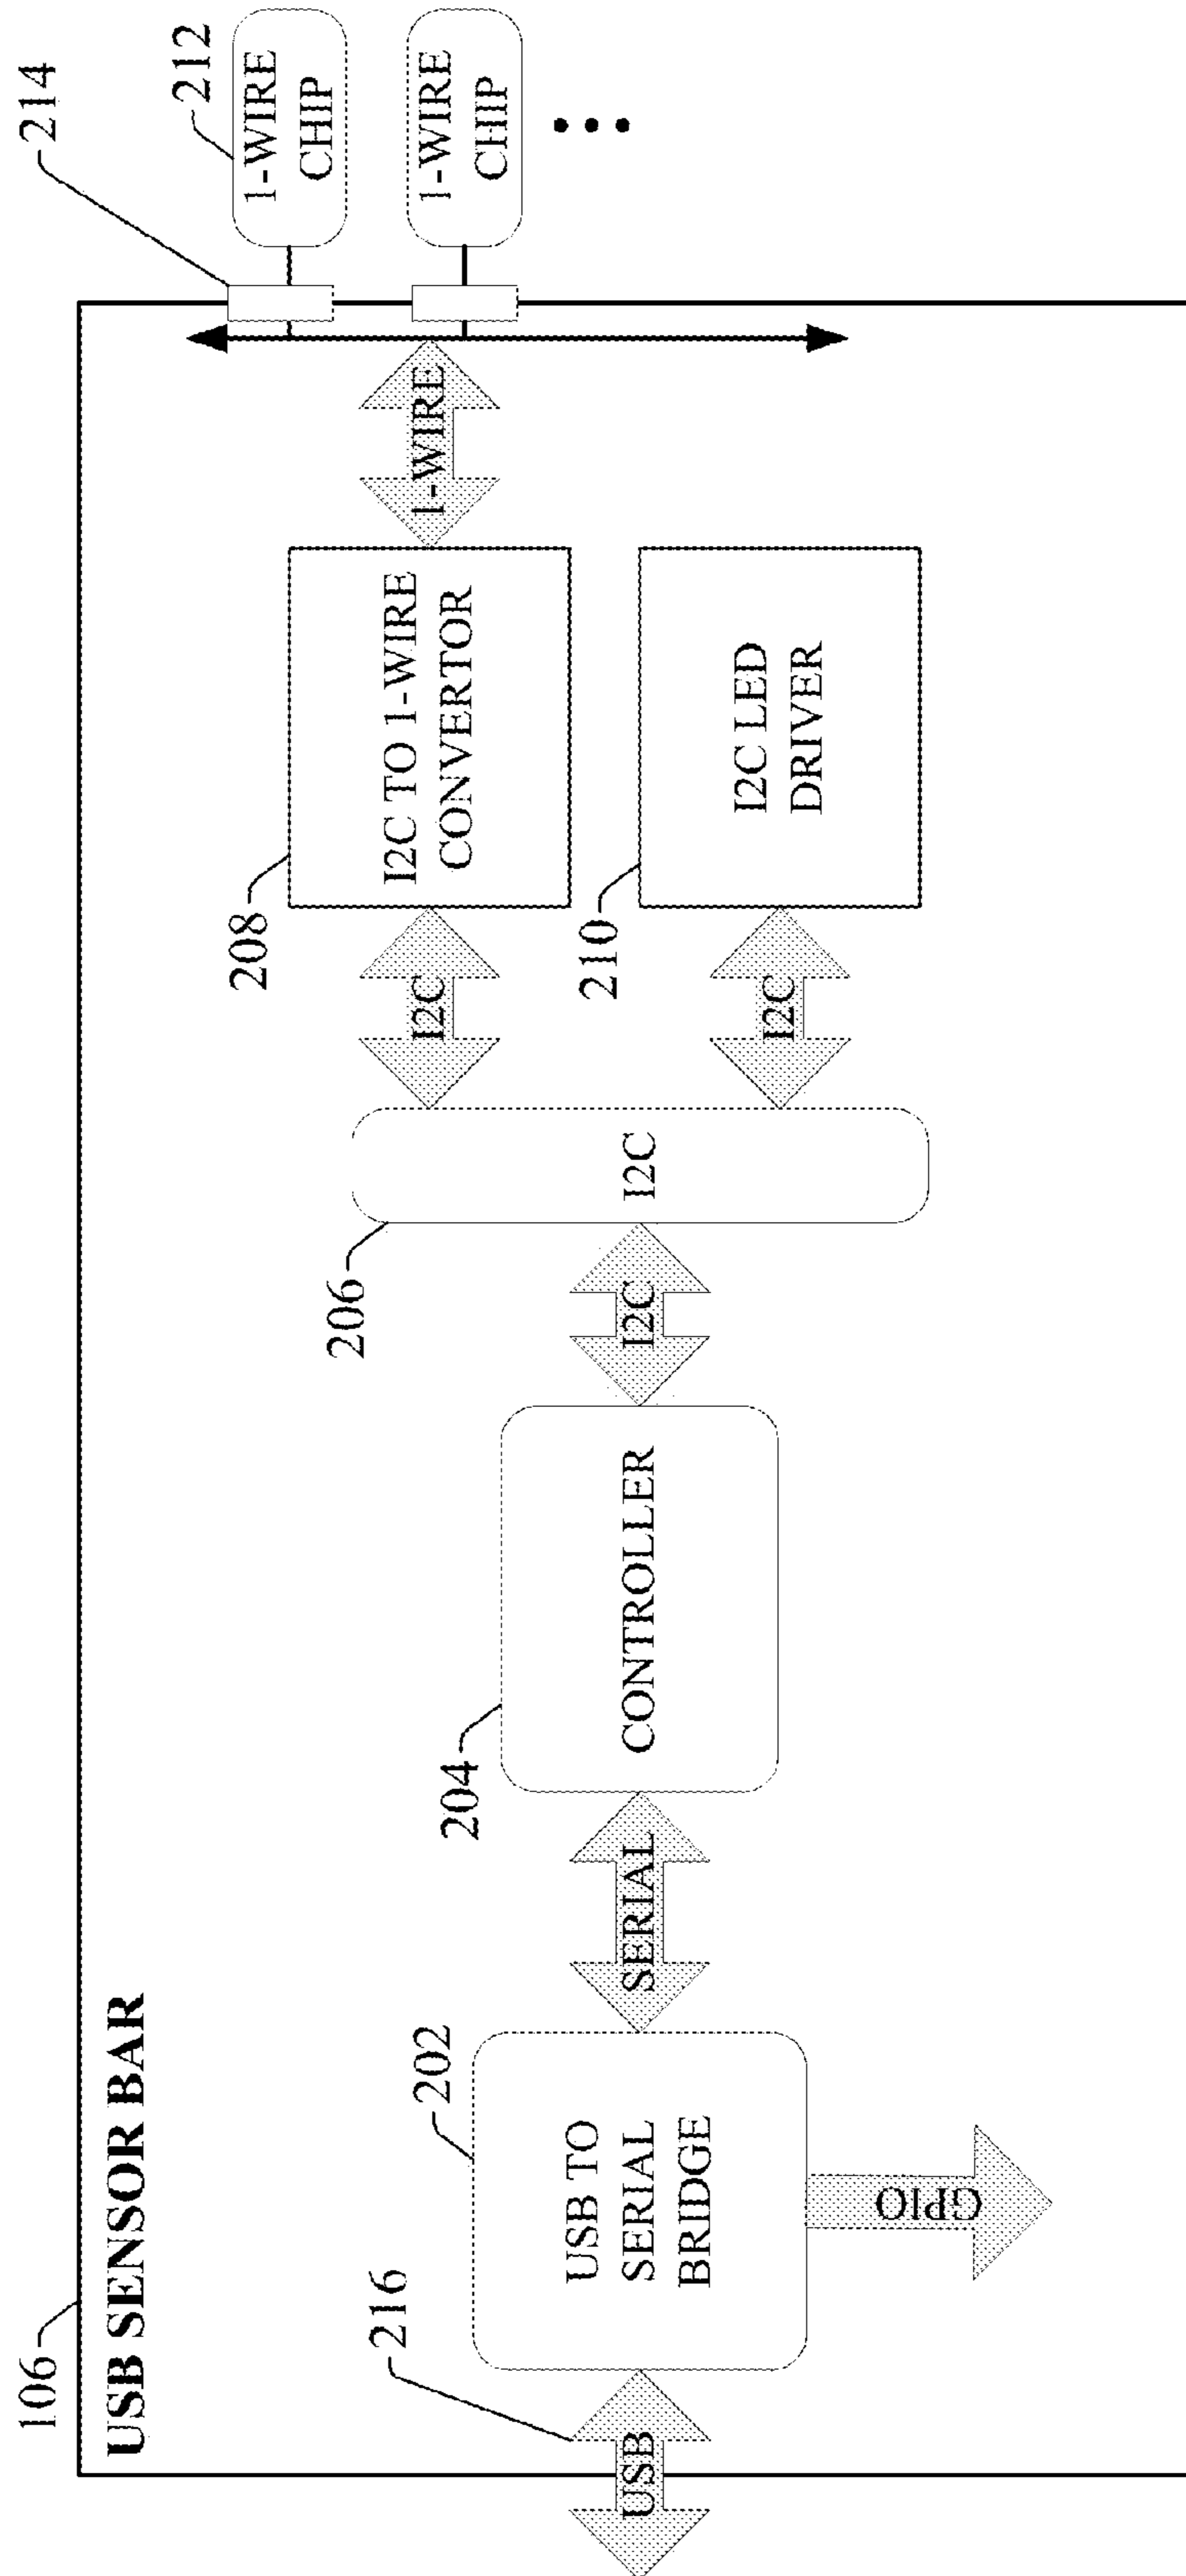 106
USB SENSOR BAR
216
USB
202
USB TO
SERIAL
BRIDGE
GPIO
SERIAL
204
CONTROLLER
I2C
206
I2C
I2C
208
I2C TO 1-WIRE
CONVERTOR
I2C
210
I2C LED
DRIVER
1-WIRE
214
212
1-WIRE
CHIP
1-WIRE
CHIP